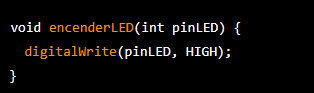 void encenderLED(int pinLED) {
  digitalWrite(pinLED, HIGH);
}